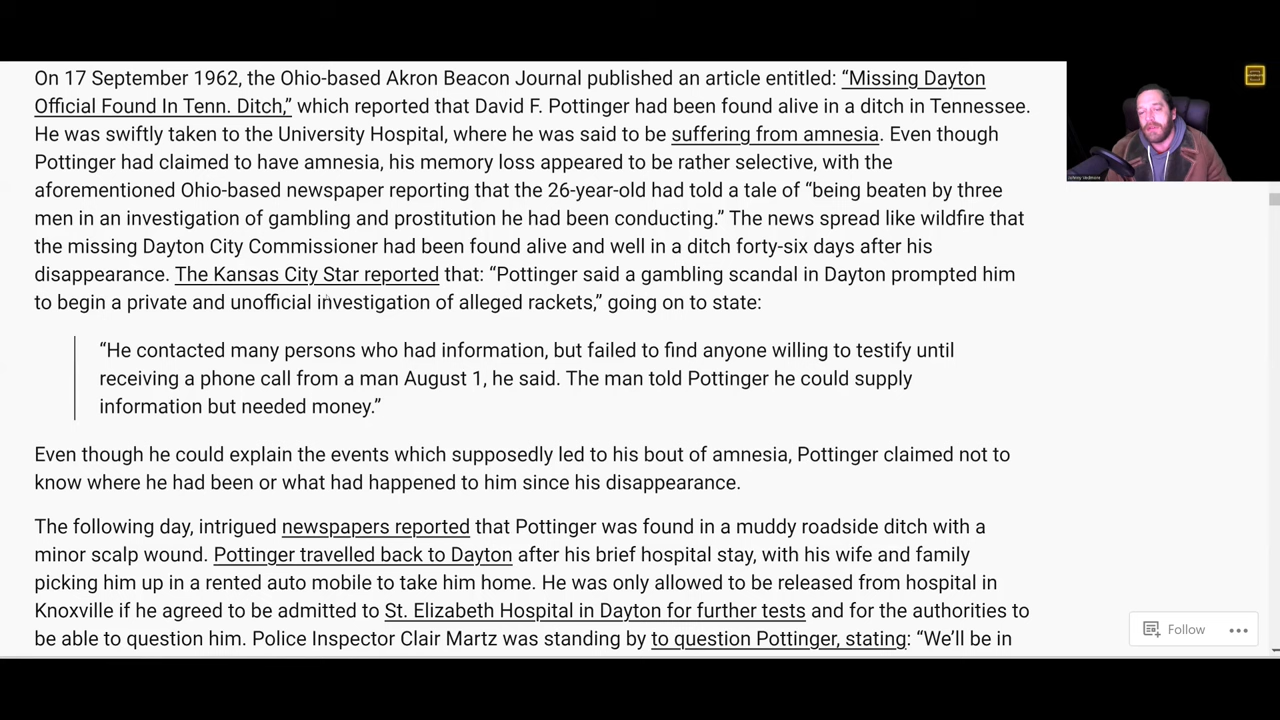 On 17 September 1962, the Ohio-based Akron Beacon Journal published an article entitled: “Missing Dayton
Official Found In Tenn. Ditch,” which reported that David F. Pottinger had been found alive in a ditch in Tennessee.
He was swiftly taken to the University Hospital, where he was said to be suffering from amnesia. Even though
Pottinger had claimed to have amnesia, his memory loss appeared to be rather selective, with the
aforementioned Ohio-based newspaper reporting that the 26-year-old had told a tale of “being beaten by three
men in an investigation of gambling and prostitution he had been conducting.” The news spread like wildfire that
the missing Dayton City Commissioner had been found alive and well in a ditch forty-six days after his
disappearance. The Kansas City Star reported that: “Pottinger said a gambling scandal in Dayton prompted him
to begin a private and unofficial investigation of alleged rackets,” going on to state:
“He contacted many persons who had information, but failed to find anyone willing to testify until
receiving a phone call from a man August 1, he said. The man told Pottinger he could supply
information but needed money.”
Even though he could explain the events which supposedly led to his bout of amnesia, Pottinger claimed not to
know where he had been or what had happened to him since his disappearance.
The following day, intrigued newspapers reported that Pottinger was found in a muddy roadside ditch with a
minor scalp wound. Pottinger travelled back to Dayton after his brief hospital stay, with his wife and family
picking him up in a rented auto mobile to take him home. He was only allowed to be released from hospital in
Knoxville if he agreed to be admitted to St. Elizabeth Hospital in Dayton for further tests and for the authorities to
be able to question him. Police Inspector Clair Martz was standing by to question Pottinger, stating: “We’ll be in
Follow
Johnny Vedmore